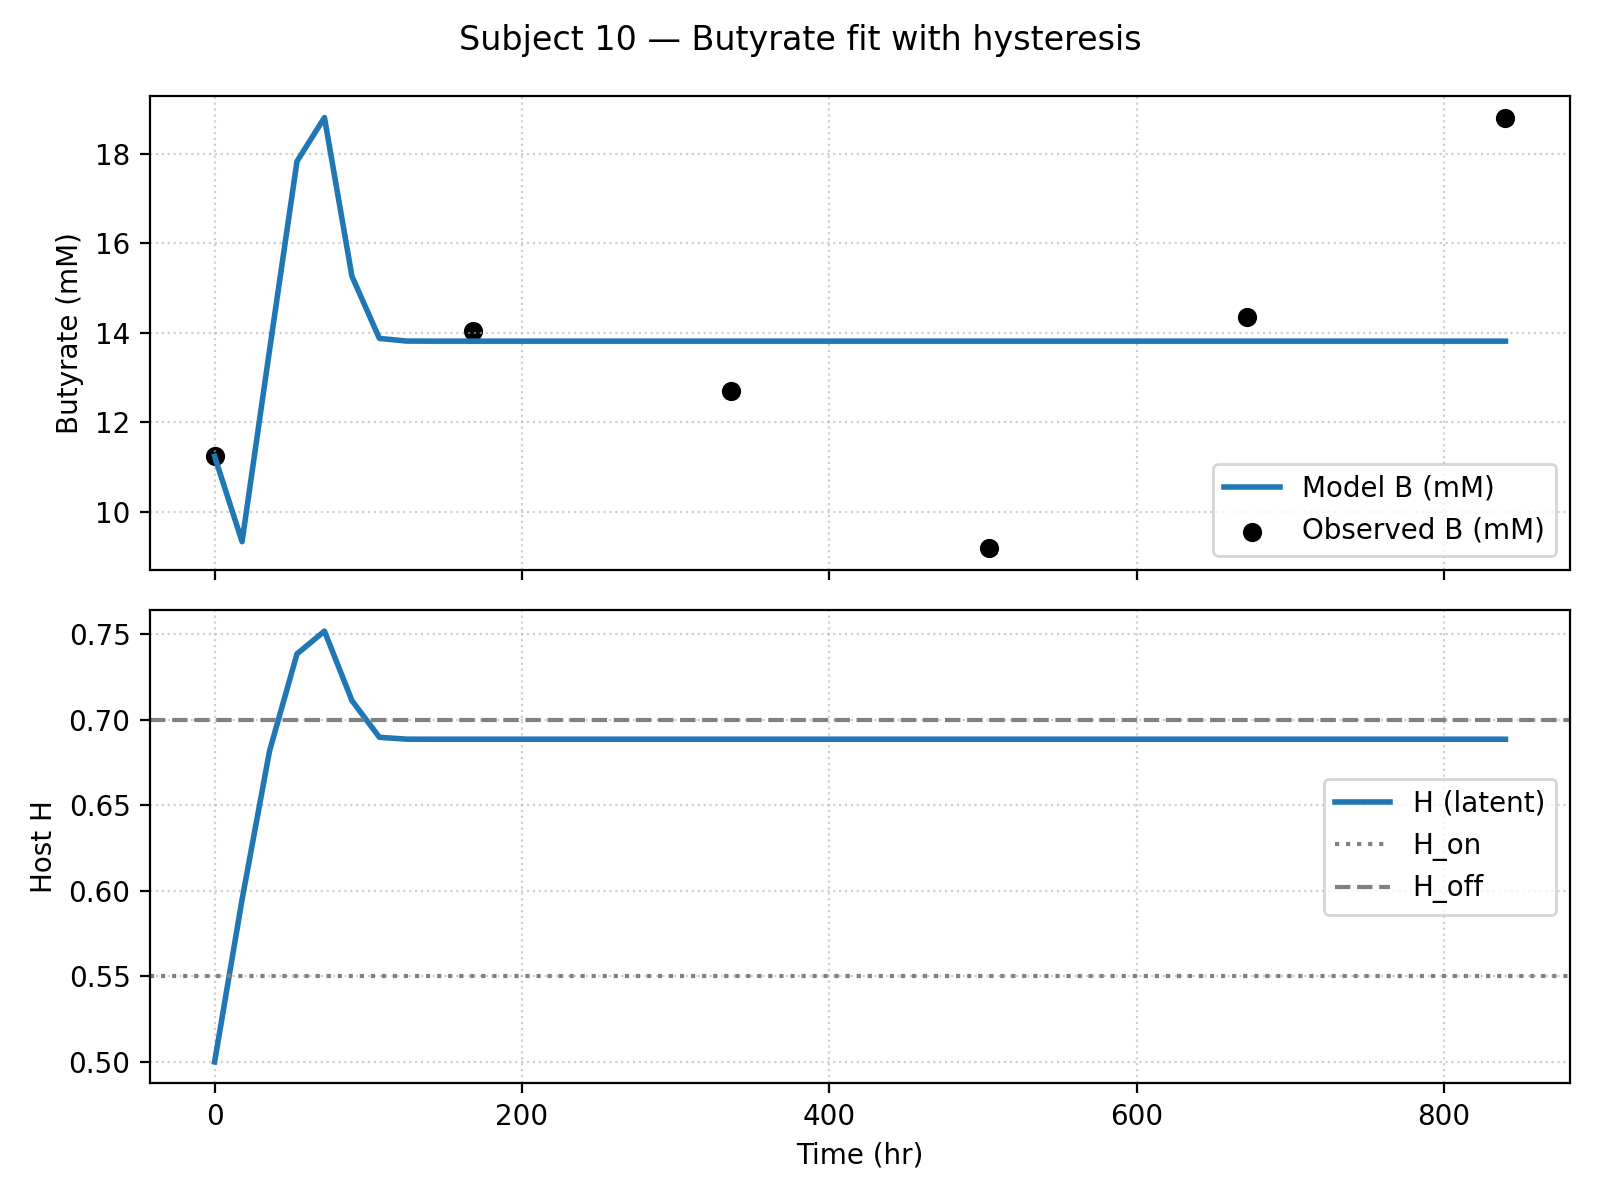 Subject 10 — Butyrate fit with hysteresis
Butyrate (mM)
18
16
14
12
10
Model B (mM)
Observed B (mM)
Host H
0.75
0.70
0.65
0.60
0.55
0.50
H (latent)
H_on
H_off
0 200 400 600 800
Time (hr)